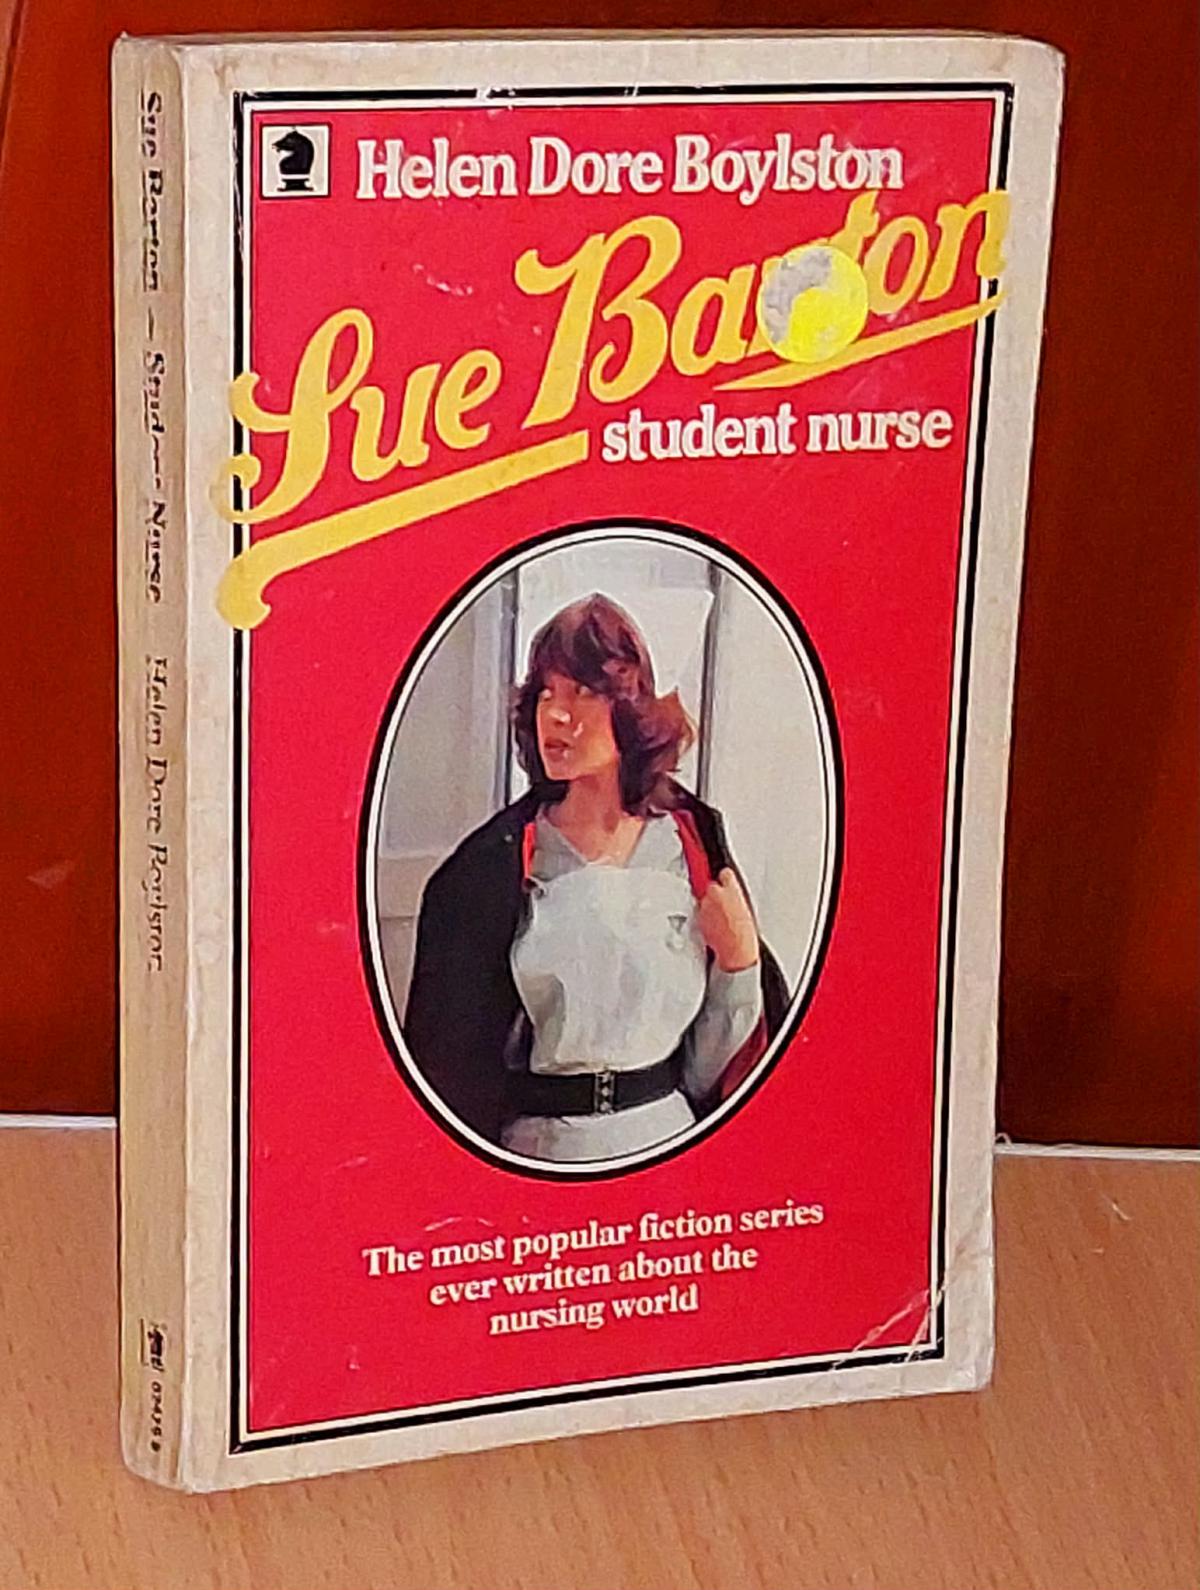 Helen Dore Boylston
Sue Barton
student nurse
The most popular fiction series
ever written about the
nursing world
Sue Barton – Student Nurse Helen Dore Boylston